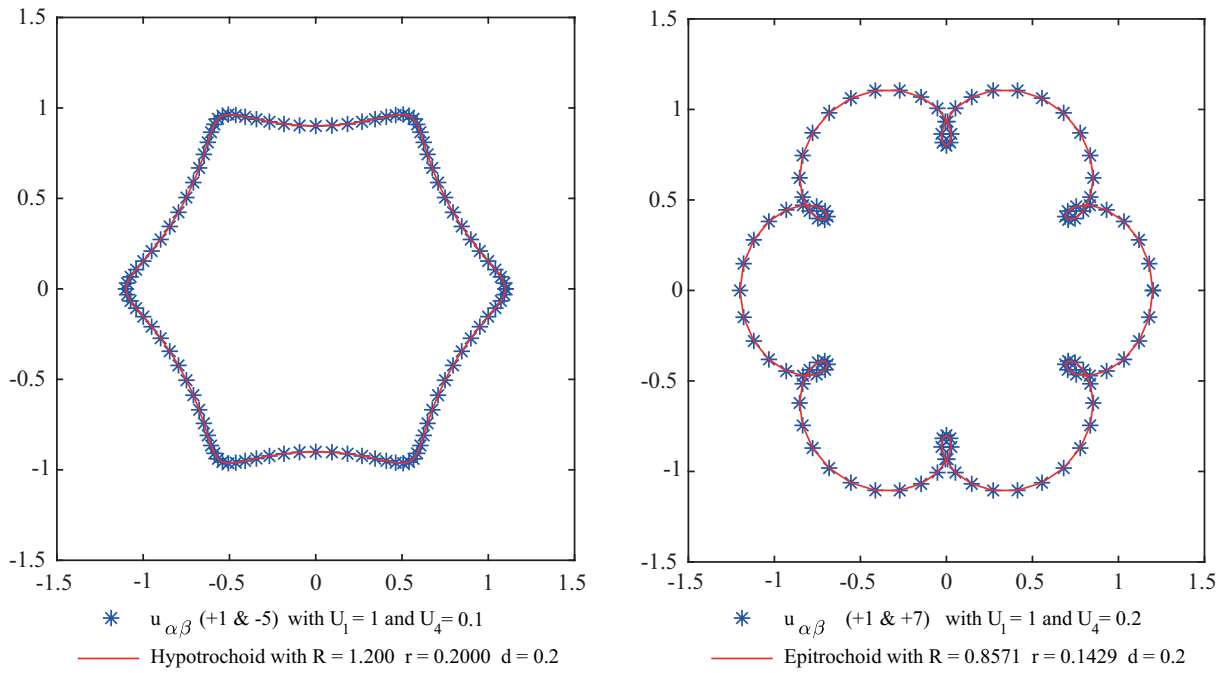 1.5
1
0.5
0
-0.5
-1
-1.5
-1.5 -1 -0.5 0 0.5 1 1.5
u αβ (+1 & -5) with U1 = 1 and U4= 0.1
Hypotrochoid with R = 1.200 r = 0.2000 d = 0.2
1.5
1
0.5
0
-0.5
-1
-1.5
-1.5 -1 -0.5 0 0.5 1 1.5
u αβ (+1 & +7) with U1 = 1 and U4= 0.2
Epitrochoid with R = 0.8571 r = 0.1429 d = 0.2